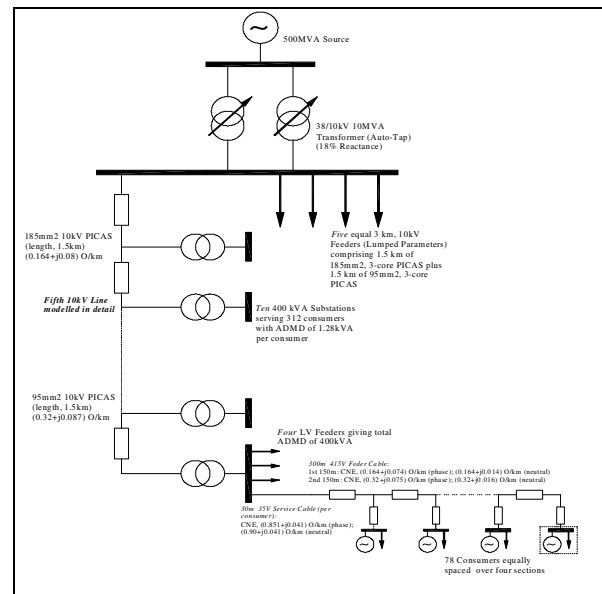 500MVA Source
38/10kV 10MVA
Transformer (Auto-Tap)
(18% Reactance)
185mm2 10kV PICAS
(length, 1.5km)
(0.164+j0.08) O/km
Five equal 3 km, 10kV
Feeders (Lumped Parameters)
comprising 1.5 km of
185mm2, 3-core PICAS plus
1.5 km of 95mm2, 3-core
PICAS
Fifth 10kV Line
modelled in detail
Ten 400 kVA Substations
serving 312 consumers
with ADMD of 1.28kVA
per consumer
95mm2 10kV PICAS
(length, 1.5km)
(0.32+j0.087) O/km
Four LV Feeders giving total
ADMD of 400kVA
300m 415V Feder Cable:
1st 150m: CNE, (0.164+j0.074) O/km (phase); (0.164+j0.014) O/km (neutral)
2nd 150m: CNE, (0.32+j0.075) O/km (phase); (0.32+j0.016) O/km (neutral)
30m 35V Service Cable (per
consumer):
CNE, (0.851+j0.041) O/km (phase);
(0.90+j0.041) O/km (neutral)
78 Consumers equally
spaced over four sections